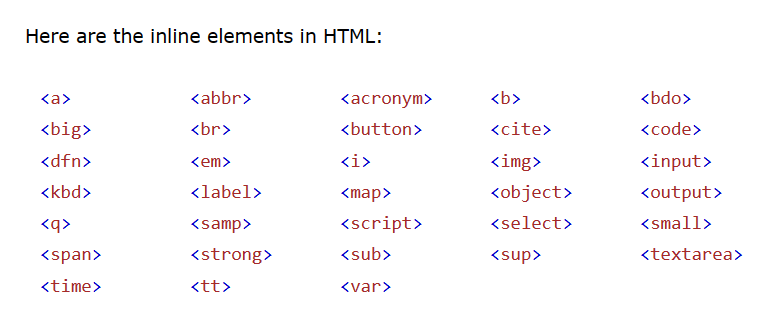 Here are the inline elements in HTML:
<a> <abbr> <acronym> <b> <bdo>
<big> <br> <button> <cite> <code>
<dfn> <em> <i> <img> <input>
<kbd> <label> <map> <object> <output>
<q> <samp> <script> <select> <small>
<span> <strong> <sub> <sup> <textarea>
<time> <tt> <var>